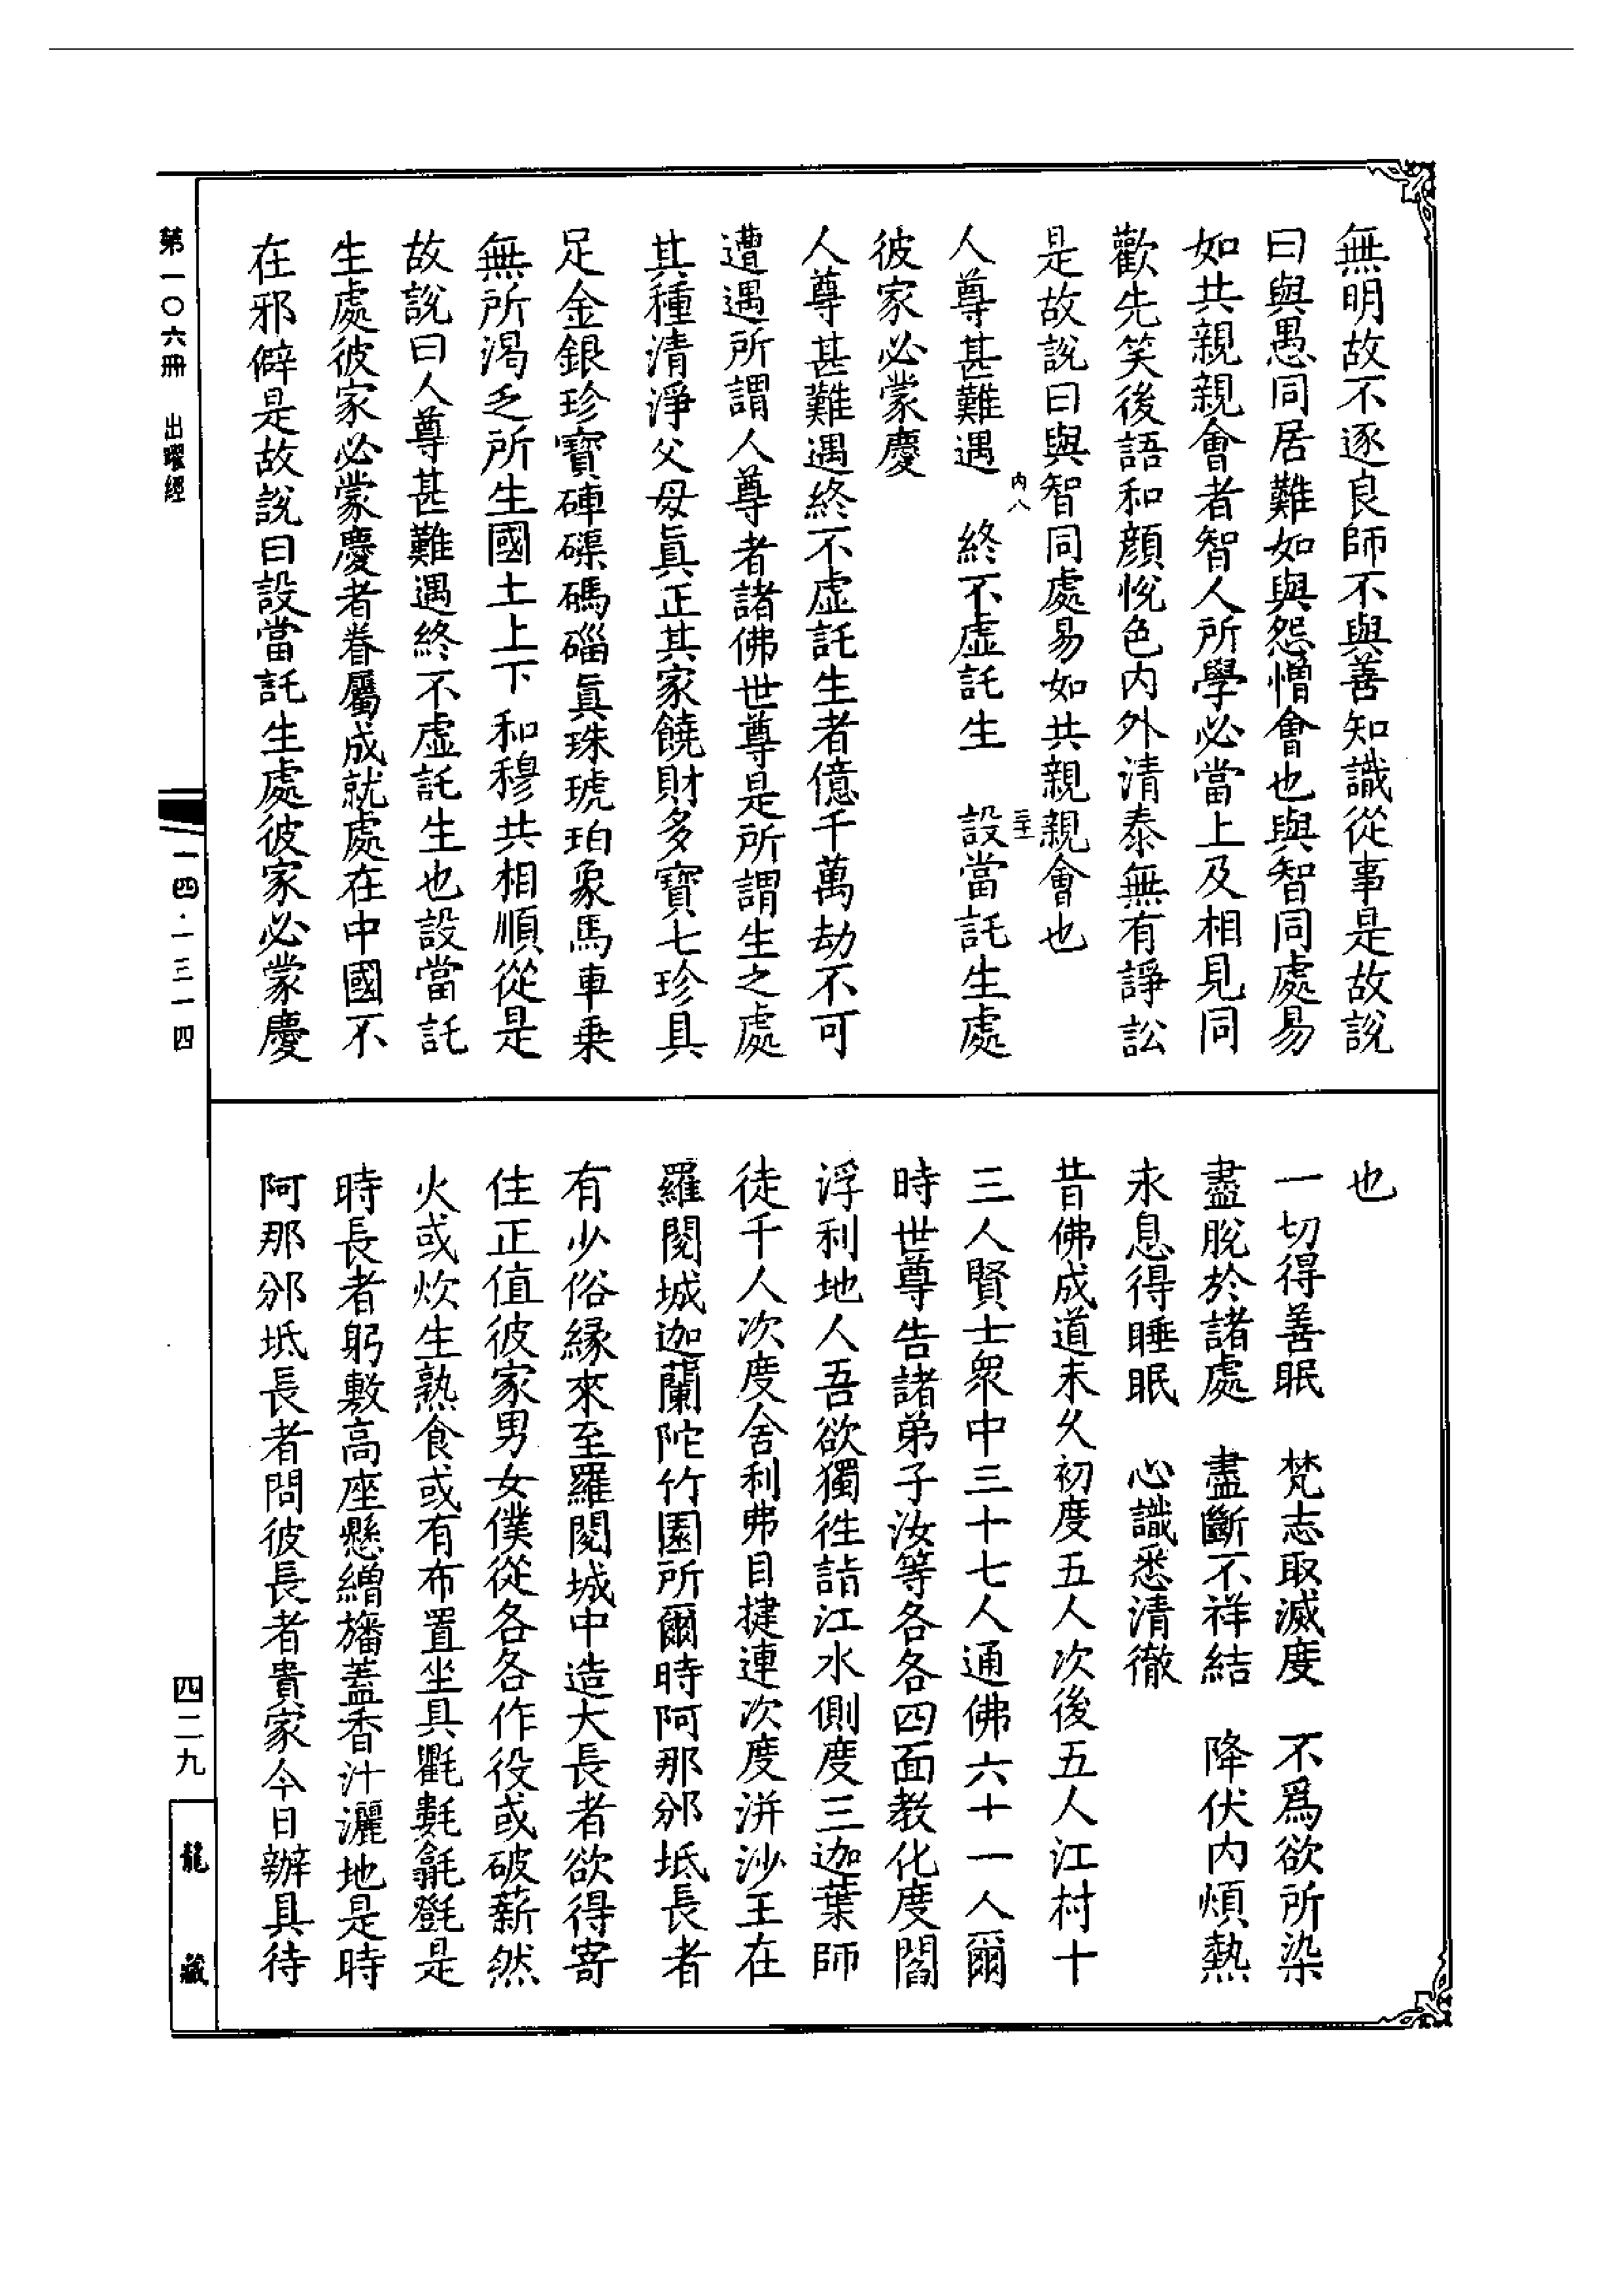 無明故不逐良師不與善知識從事是故說
曰與愚同居難如與怨憎會也與智同處易
如共親親會者智人所學必當上及相見同
歡先笑後語和顏悅色內外清泰無有諍訟
是故說曰與智同處易如共親親會也
內八
人尊甚難遇　終不虛託生　設當託生處
彼家必蒙慶
人尊甚難遇終不虛託生者億千萬劫不可
遭遇所謂人尊者諸佛世尊是所謂生之處
其種清淨父母眞正其家饒財多寶七珍具
足金銀珍寶硨磲碼碯眞珠琥珀象馬車乗
無所渴乏所生國土上下和穆共相順從是
故說曰人尊甚難遇終不虛託生也設當託
生處彼家必蒙慶者眷屬成就處在中國不
在邪僻是故說曰設當託生處彼家必蒙慶
也
一切得善眠　梵志取滅度　不爲欲所染
盡脫於諸處　盡斷不祥結　降伏內煩熱
永息得睡眠　心識悉清徹
昔佛成道未久初度五人次後五人江村十
三人賢士衆中三十七人通佛六十一人爾
時世尊告諸弟子汝等各各四面教化度閻
浮利地人吾欲獨徃詣江水側度三迦葉師
徒千人次度舍利弗目揵連次度洴沙王在
羅閱城迦蘭陀竹園所爾時阿那邠坻長者
有少俗緣來至羅閱城中造大長者欲得寄
住正值彼家男女僕從各各作役或破薪然
火或炊生熟食或有布置坐具氍㲣毹㲪是
時長者躬敷高座懸繒旛蓋香汁灑地是時
阿那邠坻長者問彼長者貴家今日辦具待
第一〇六冊　出曜經
一四·一三一四
四二九
龍藏